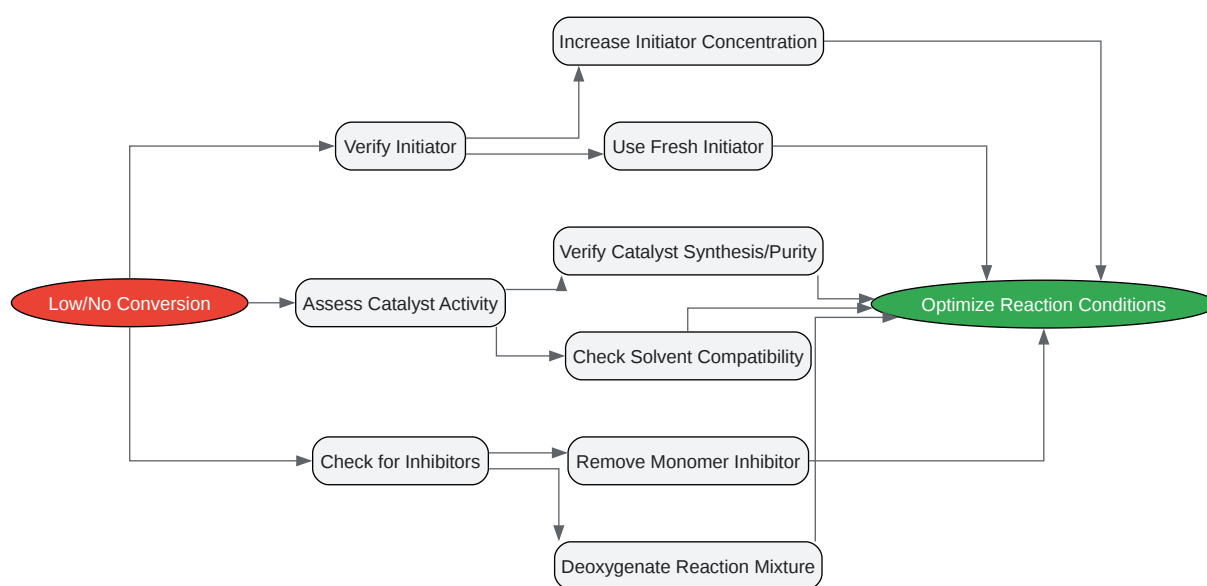 Increase Initiator Concentration
Verify Initiator
Use Fresh Initiator
Verify Catalyst Synthesis/Purity
Low/No Conversion
Assess Catalyst Activity
Optimize Reaction Conditions
Check Solvent Compatibility
Check for Inhibitors
Remove Monomer Inhibitor
Deoxygenate Reaction Mixture